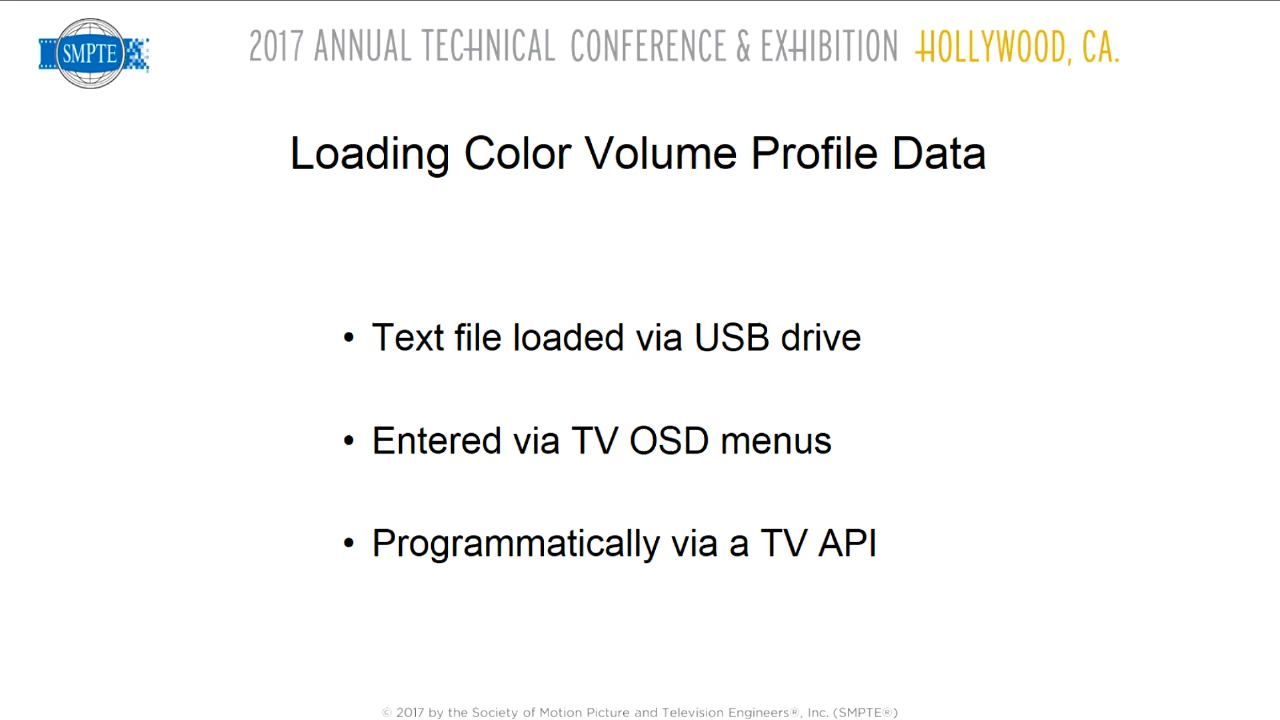 SMPTE
2017 ANNUAL TECHNICAL CONFERENCE & EXHIBITION HOLLYWOOD, CA.
Loading Color Volume Profile Data
• Text file loaded via USB drive
• Entered via TV OSD menus
• Programmatically via a TV API
© 2017 by the Society of Motion Picture and Television Engineers®, Inc. (SMPTE®)